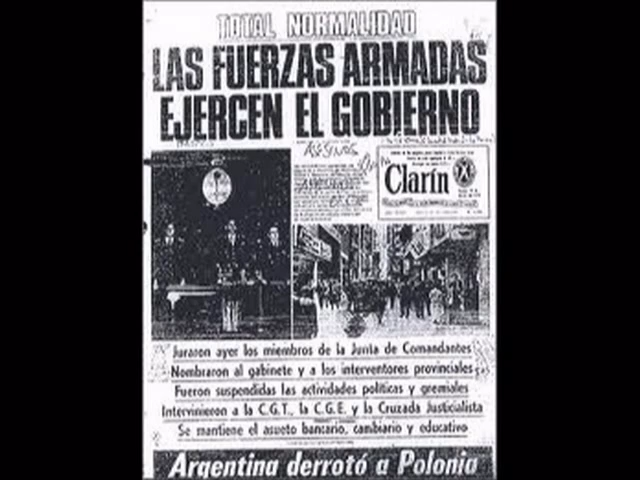 TOTAL NORMALIDAD
LAS FUERZAS ARMADAS
EJERCEN EL GOBIERNO
ASESINOS
Clarín
Juraron ayer los miembros de la Junta de Comandantes
Nombraron al gabinete y a los interventores provinciales
Fueron suspendidas las actividades políticas y gremiales
Intervinieron a la C.G.T., la C.G.E. y la Cruzada Justicialista
Se mantiene el asueto bancario, cambiario y educativo
Argentina derrotó a Polonia